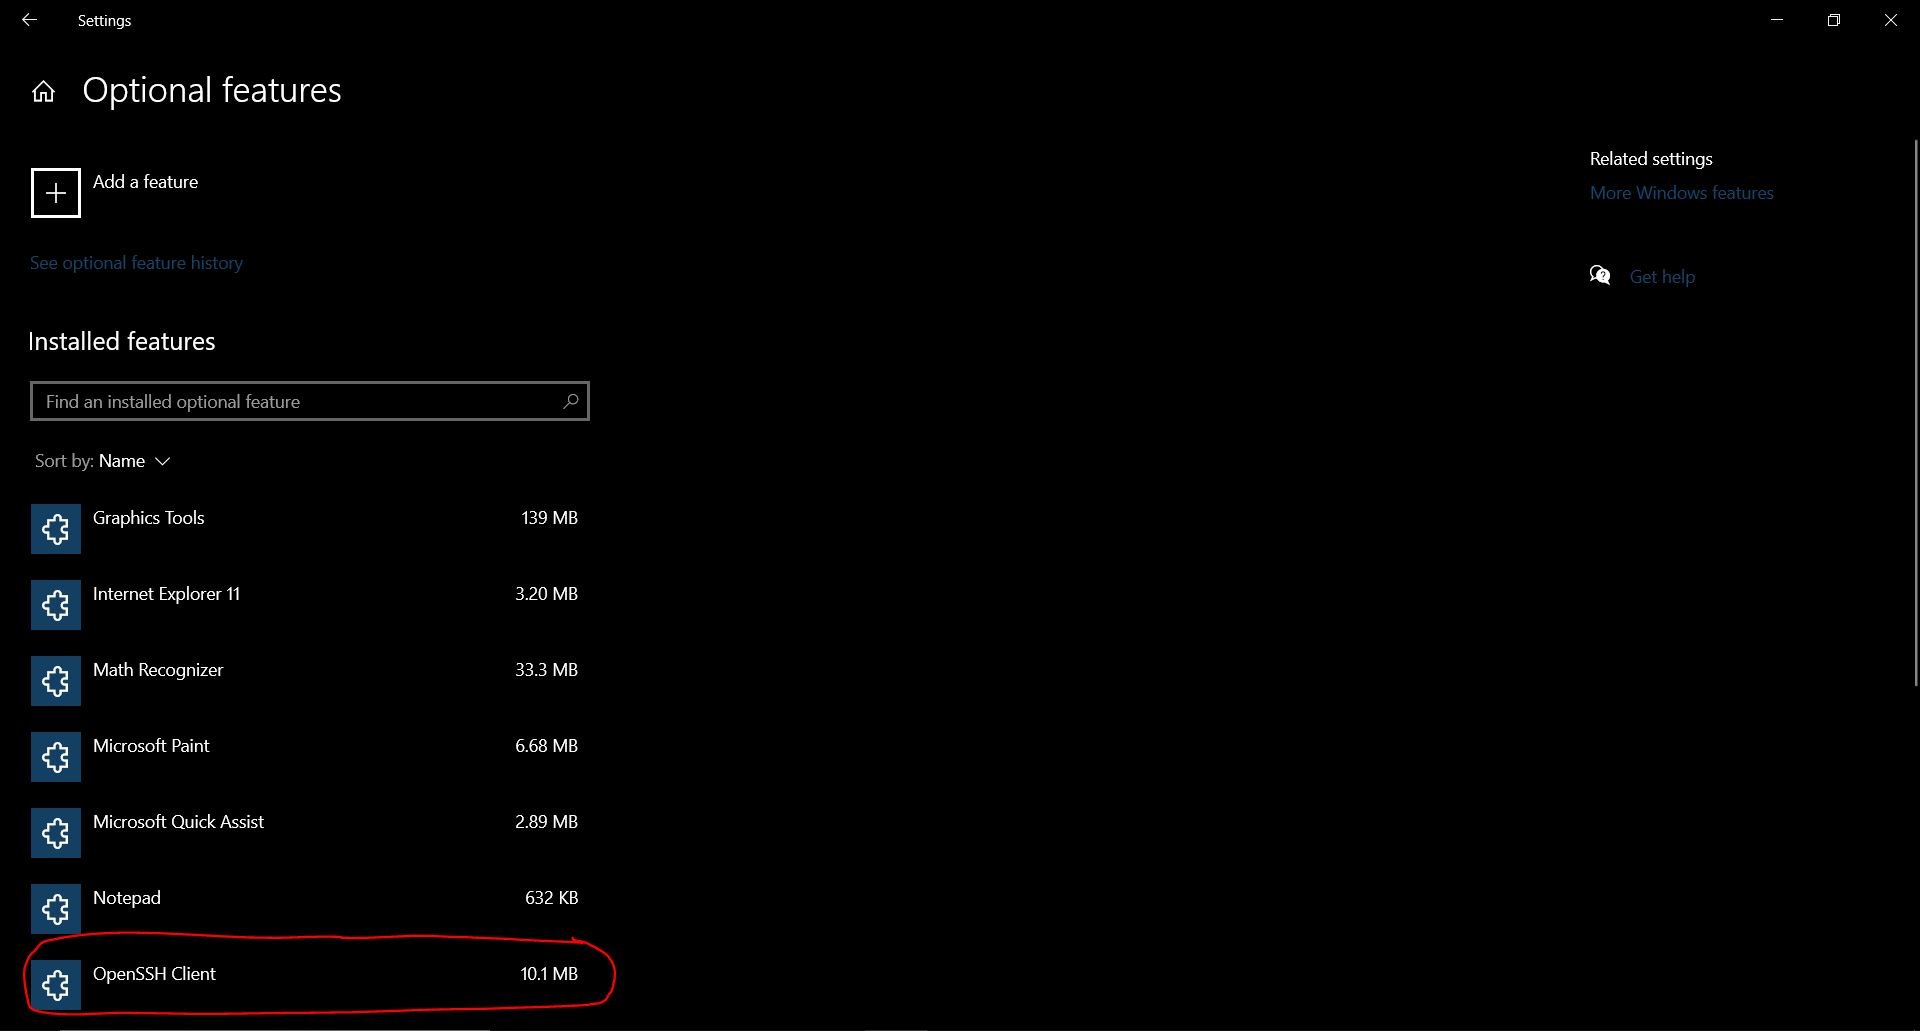 Settings
Optional features
Add a feature
See optional feature history
Related settings
More Windows features
Get help
Installed features
Find an installed optional feature
Sort by: Name
Graphics Tools 139 MB
Internet Explorer 11 3.20 MB
Math Recognizer 33.3 MB
Microsoft Paint 6.68 MB
Microsoft Quick Assist 2.89 MB
Notepad 632 KB
OpenSSH Client 10.1 MB